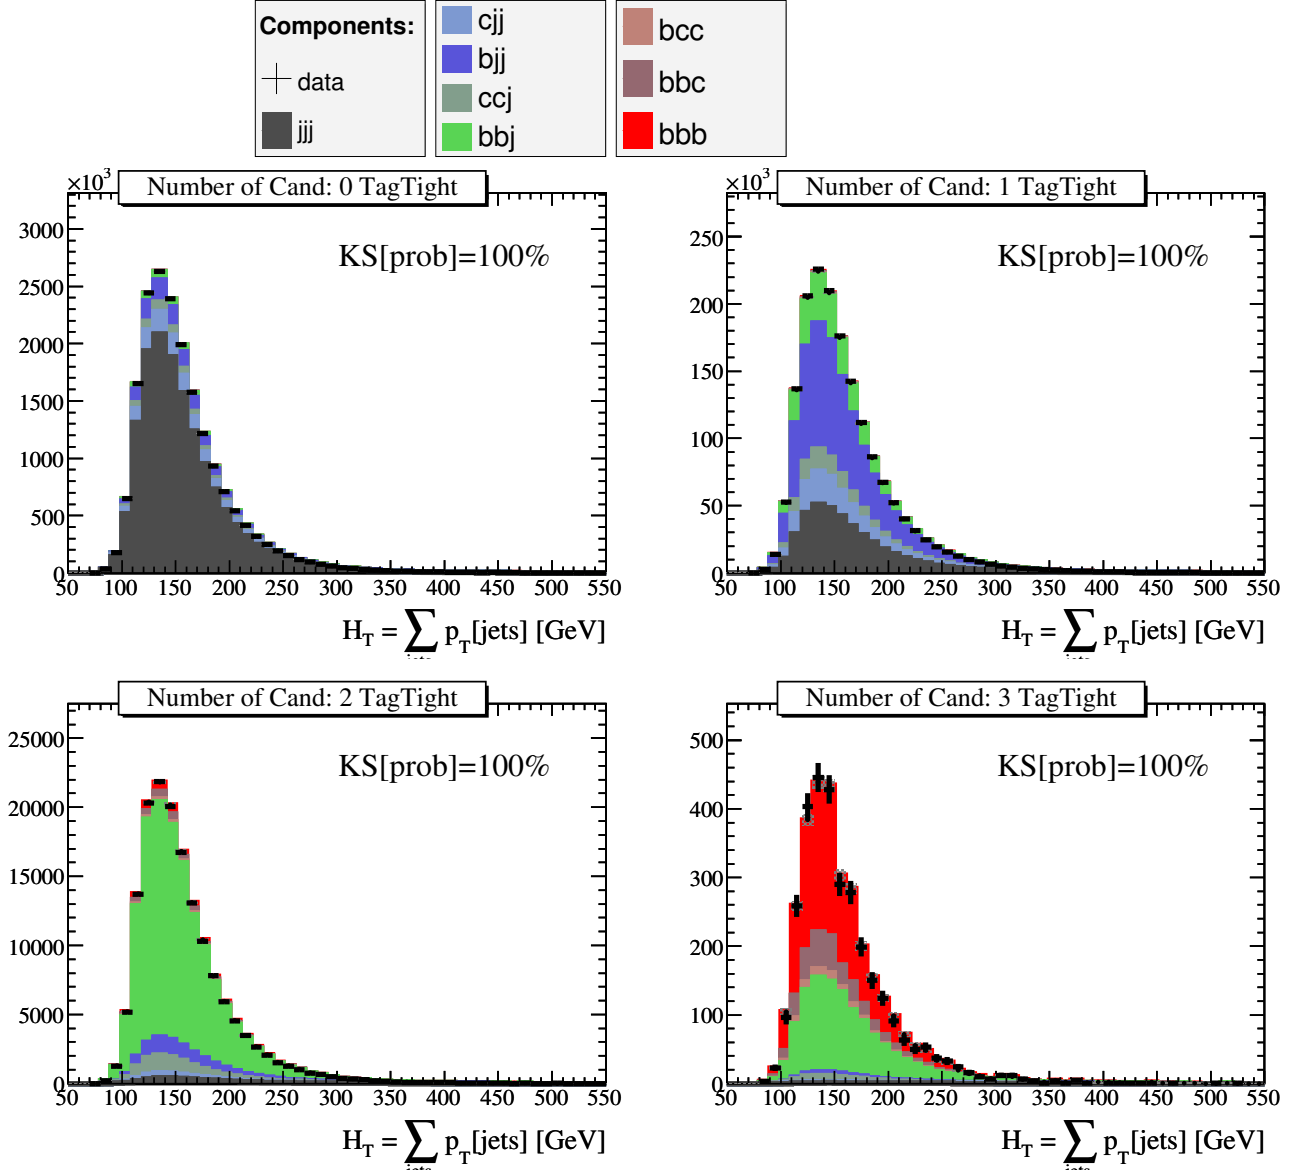 Components:
data
jjj
cjj
bjj
ccj
bbj
bcc
bbc
bbb
Number of Cand: 0 TagTight
×10³
KS[prob]=100%
3000
2500
2000
1500
1000
500
0
50 100 150 200 250 300 350 400 450 500 550
H_T = ∑ p_T[jets] [GeV]
Number of Cand: 1 TagTight
×10³
KS[prob]=100%
250
200
150
100
50
0
50 100 150 200 250 300 350 400 450 500 550
H_T = ∑ p_T[jets] [GeV]
Number of Cand: 2 TagTight
KS[prob]=100%
25000
20000
15000
10000
5000
0
50 100 150 200 250 300 350 400 450 500 550
H_T = ∑ p_T[jets] [GeV]
Number of Cand: 3 TagTight
KS[prob]=100%
500
400
300
200
100
0
50 100 150 200 250 300 350 400 450 500 550
H_T = ∑ p_T[jets] [GeV]